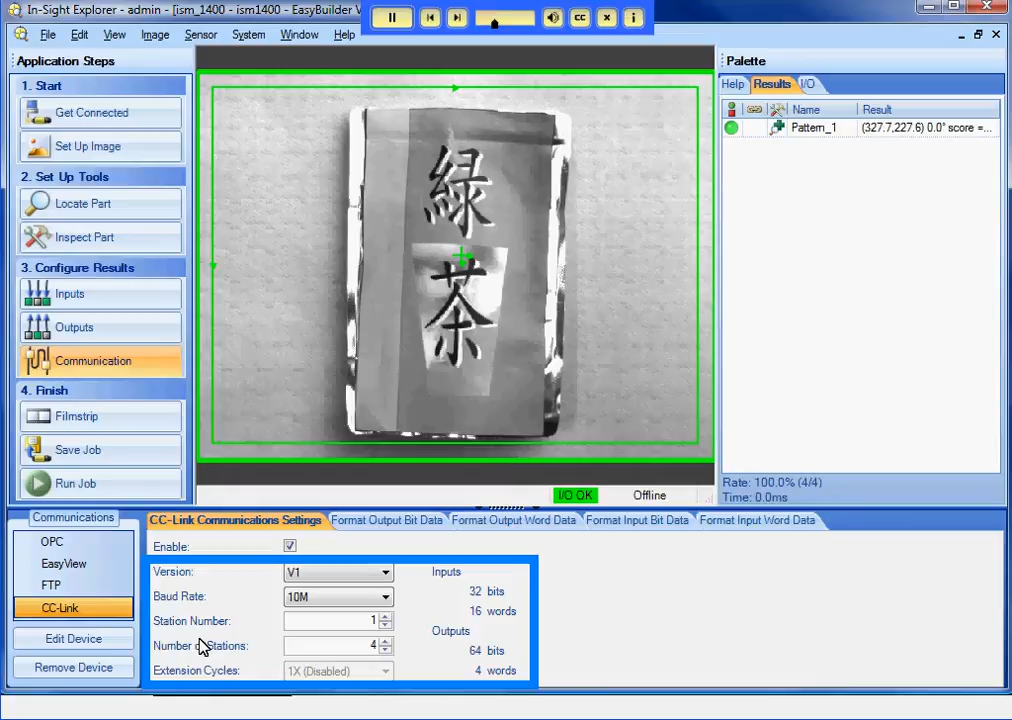 In-Sight Explorer - admin - [ism_1400 - ism1400 - EasyBuilder V
CC
File Edit View Image Sensor System Window Help
Application Steps
1. Start
Get Connected
Set Up Image
2. Set Up Tools
Locate Part
Inspect Part
3. Configure Results
Inputs
Outputs
Communication
4. Finish
Filmstrip
Save Job
Run Job
緑
茶
I/O OK Offline
Palette
Help Results I/O
Name Result
Pattern_1 (327.7,227.6) 0.0° score =...
Rate: 100.0% (4/4)
Time: 0.0ms
Communications
OPC
EasyView
FTP
CC-Link
Edit Device
Remove Device
CC-Link Communications Settings Format Output Bit Data Format Output Word Data Format Input Bit Data Format Input Word Data
Enable:
Version: V1
Baud Rate: 10M
Station Number: 1
Number of Stations: 4
Extension Cycles: 1X (Disabled)
Inputs
32 bits
16 words
Outputs
64 bits
4 words